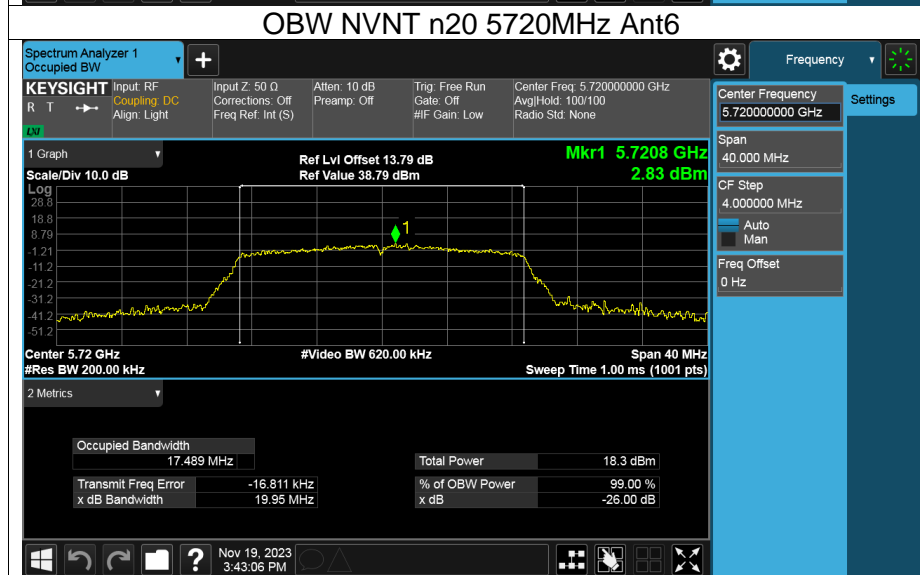 OBW NVNT n20 5720MHz Ant6
Spectrum Analyzer 1
Occupied BW
+
Frequency
KEYSIGHT
R T
LXI
Input: RF
Coupling: DC
Align: Light
Input Z: 50 Ω
Corrections: Off
Freq Ref: Int (S)
Atten: 10 dB
Preamp: Off
Trig: Free Run
Gate: Off
#IF Gain: Low
Center Freq: 5.720000000 GHz
Avg|Hold: 100/100
Radio Std: None
Center Frequency
5.72000000 GHz
Settings
Span
40.000 MHz
CF Step
4.000000 MHz
Auto
Man
Freq Offset
0 Hz
1 Graph
Scale/Div 10.0 dB
Ref Lvl Offset 13.79 dB
Ref Value 38.79 dBm
Mkr1 5.7208 GHz
2.83 dBm
Log
28.8
18.8
8.79
-1.21
-11.2
-21.2
-31.2
-41.2
-51.2
1
Center 5.72 GHz
#Video BW 620.00 kHz
Span 40 MHz
#Res BW 200.00 kHz
Sweep Time 1.00 ms (1001 pts)
2 Metrics
Occupied Bandwidth
17.489 MHz
Total Power 18.3 dBm
Transmit Freq Error -16.811 kHz
% of OBW Power 99.00 %
x dB Bandwidth 19.95 MHz
x dB -26.00 dB
?
Nov 19, 2023
3:43:06 PM